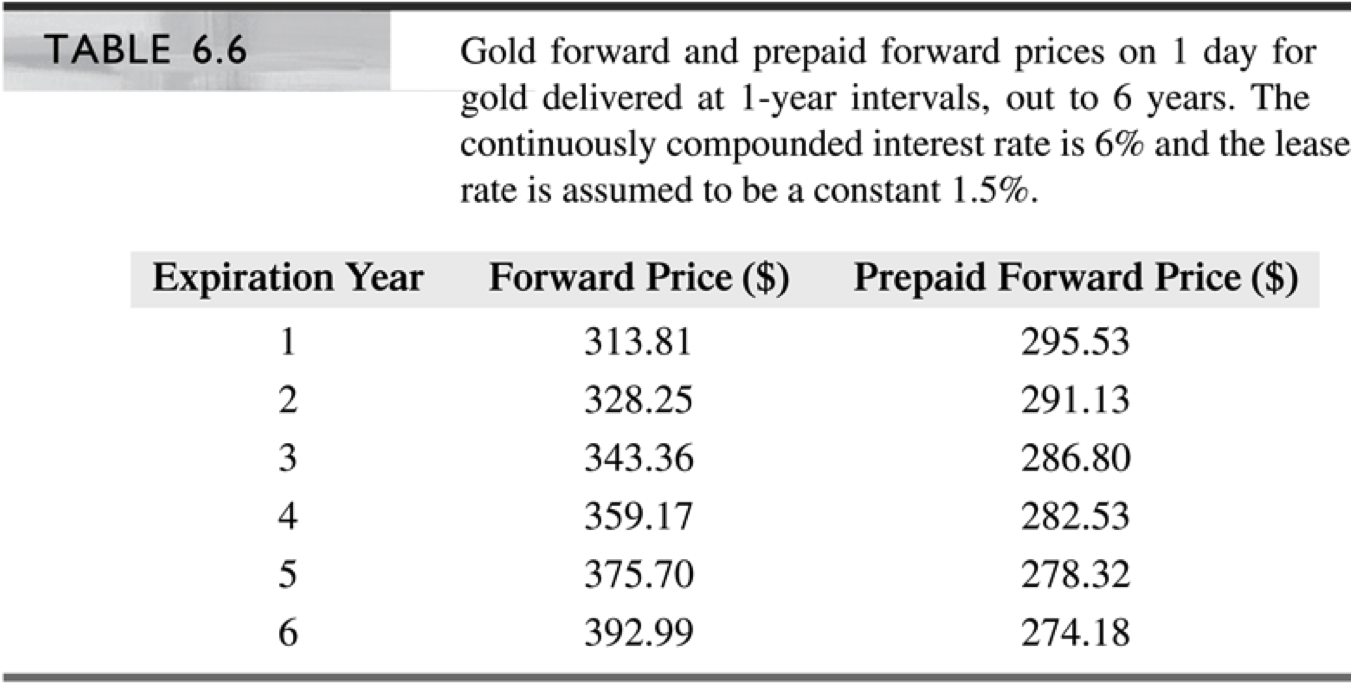 TABLE 6.6
Gold forward and prepaid forward prices on 1 day for
gold delivered at 1-year intervals, out to 6 years. The
continuously compounded interest rate is 6% and the lease
rate is assumed to be a constant 1.5%.
Expiration Year Forward Price ($) Prepaid Forward Price ($)
1 313.81 295.53
2 328.25 291.13
3 343.36 286.80
4 359.17 282.53
5 375.70 278.32
6 392.99 274.18